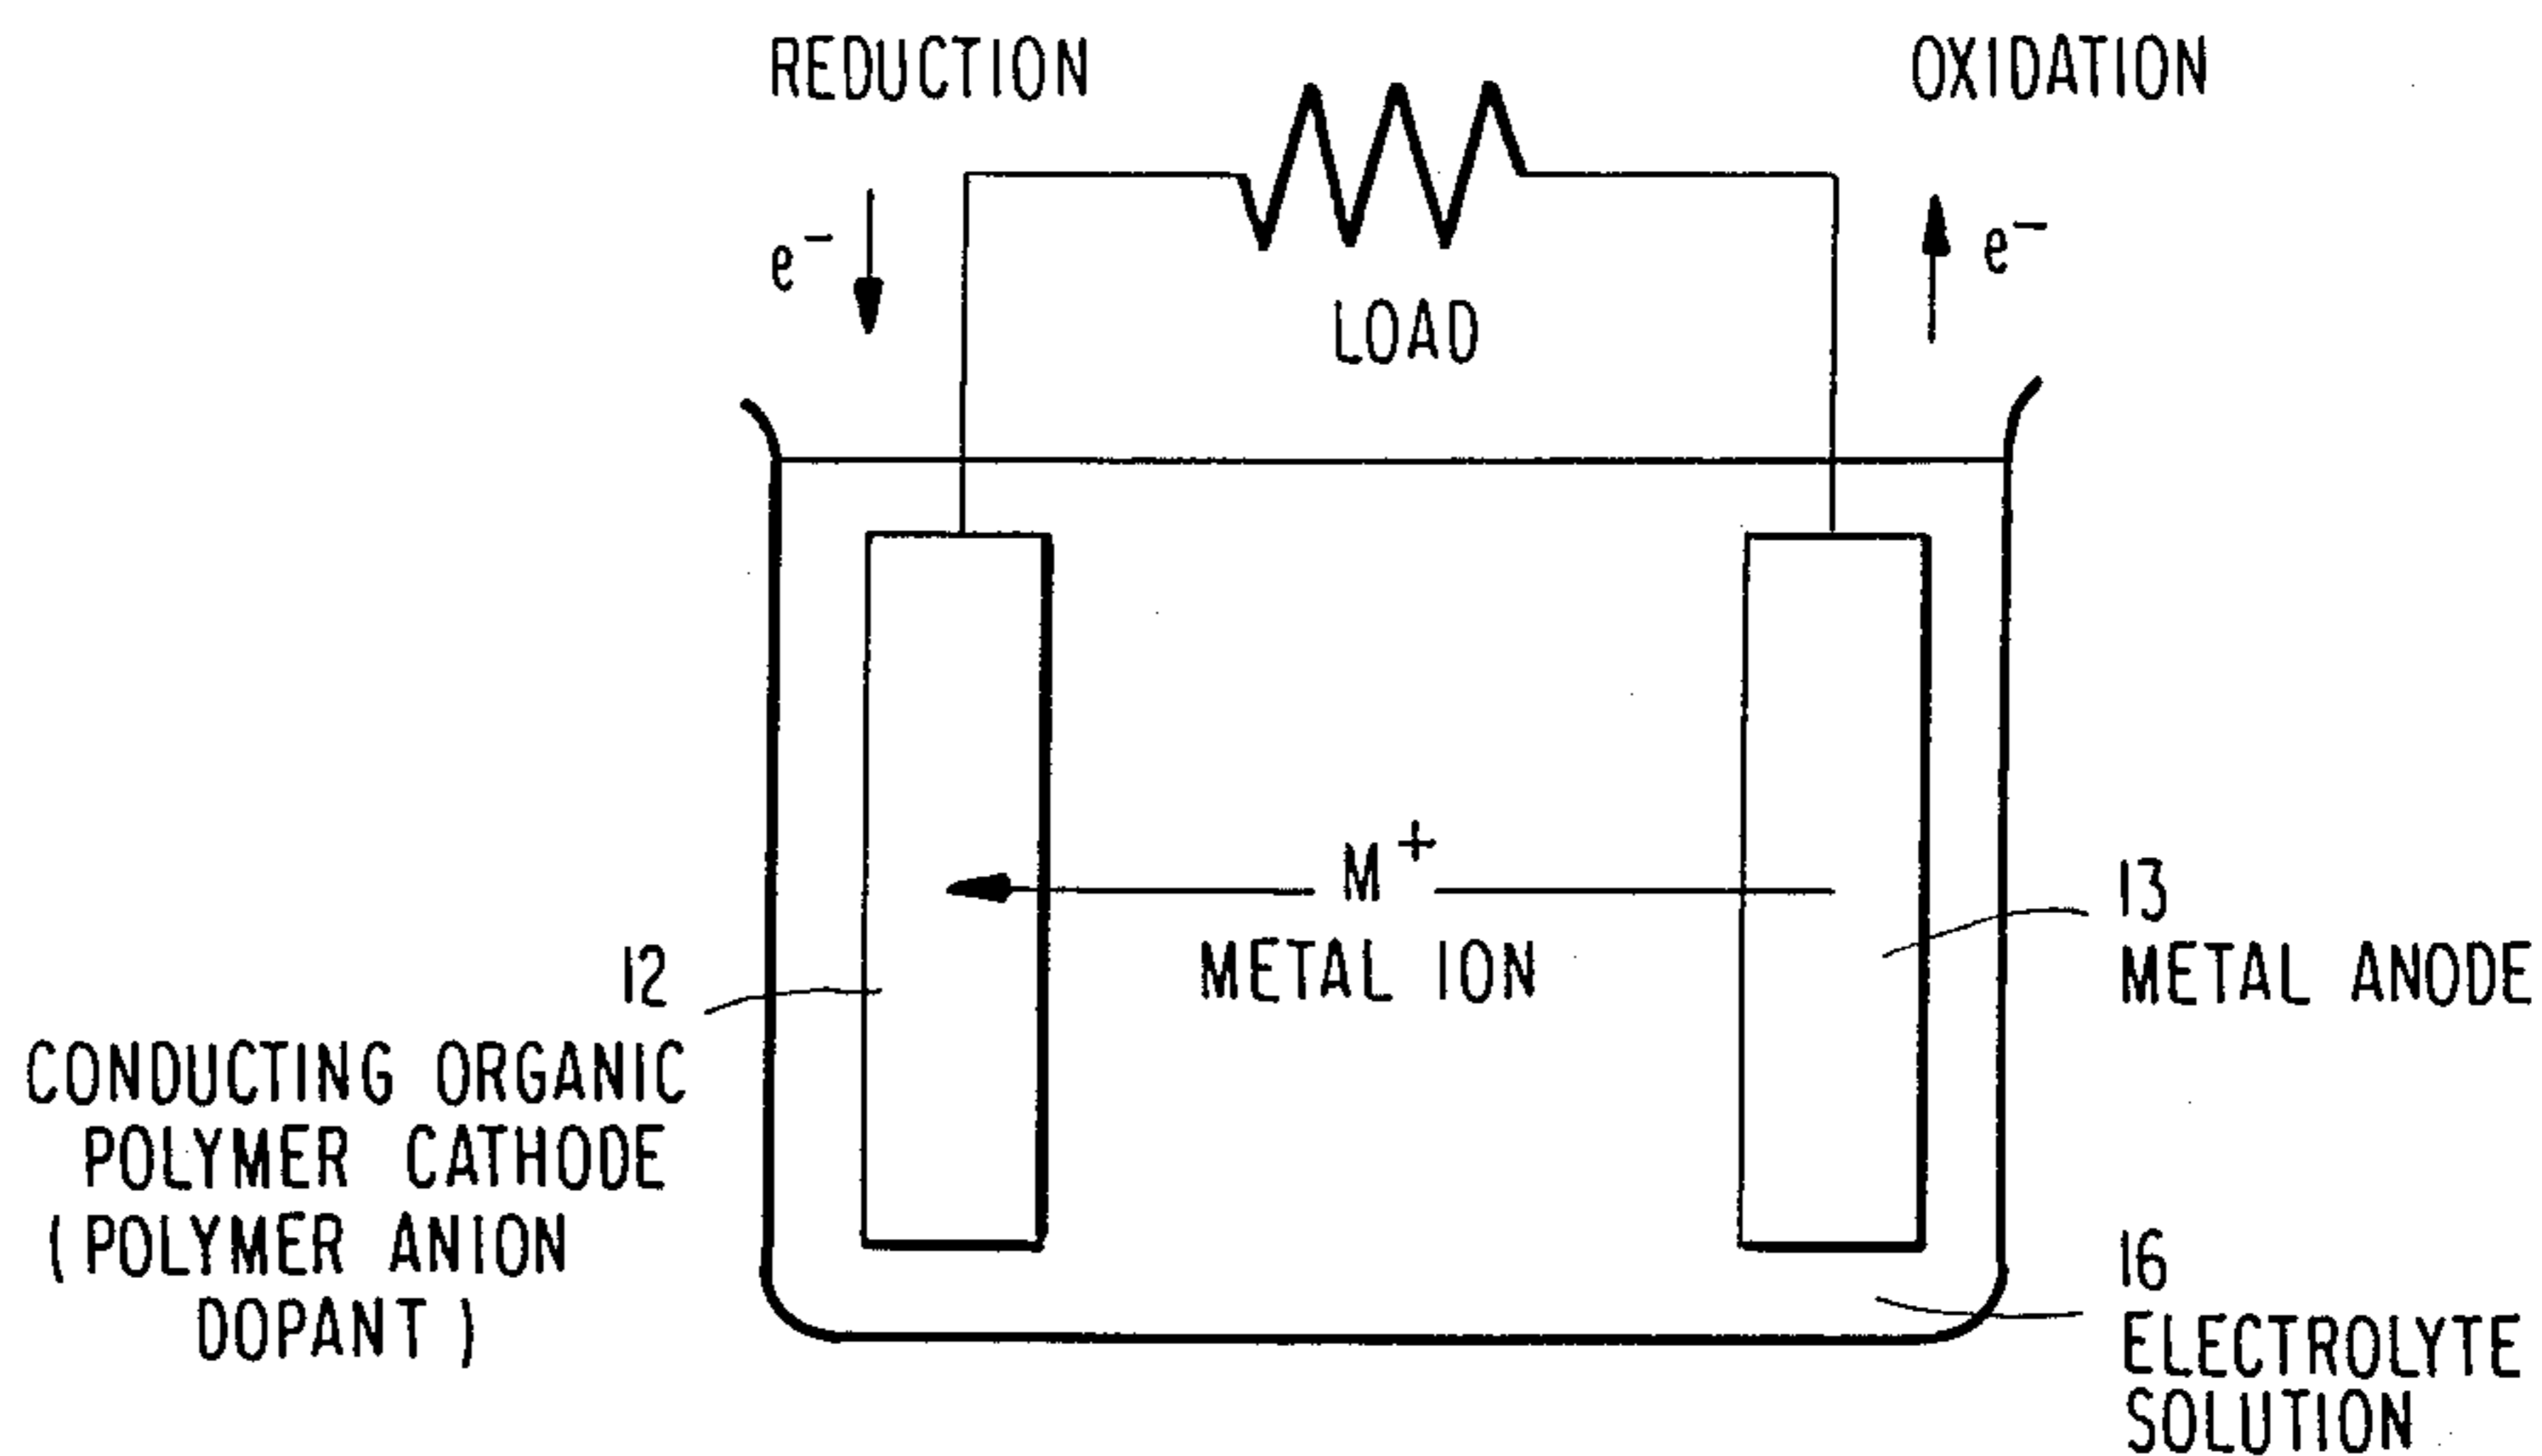 REDUCTION
OXIDATION
e⁻
e⁻
LOAD
M⁺
METAL ION
12
CONDUCTING ORGANIC
POLYMER CATHODE
(POLYMER ANION
DOPANT)
13
METAL ANODE
16
ELECTROLYTE
SOLUTION